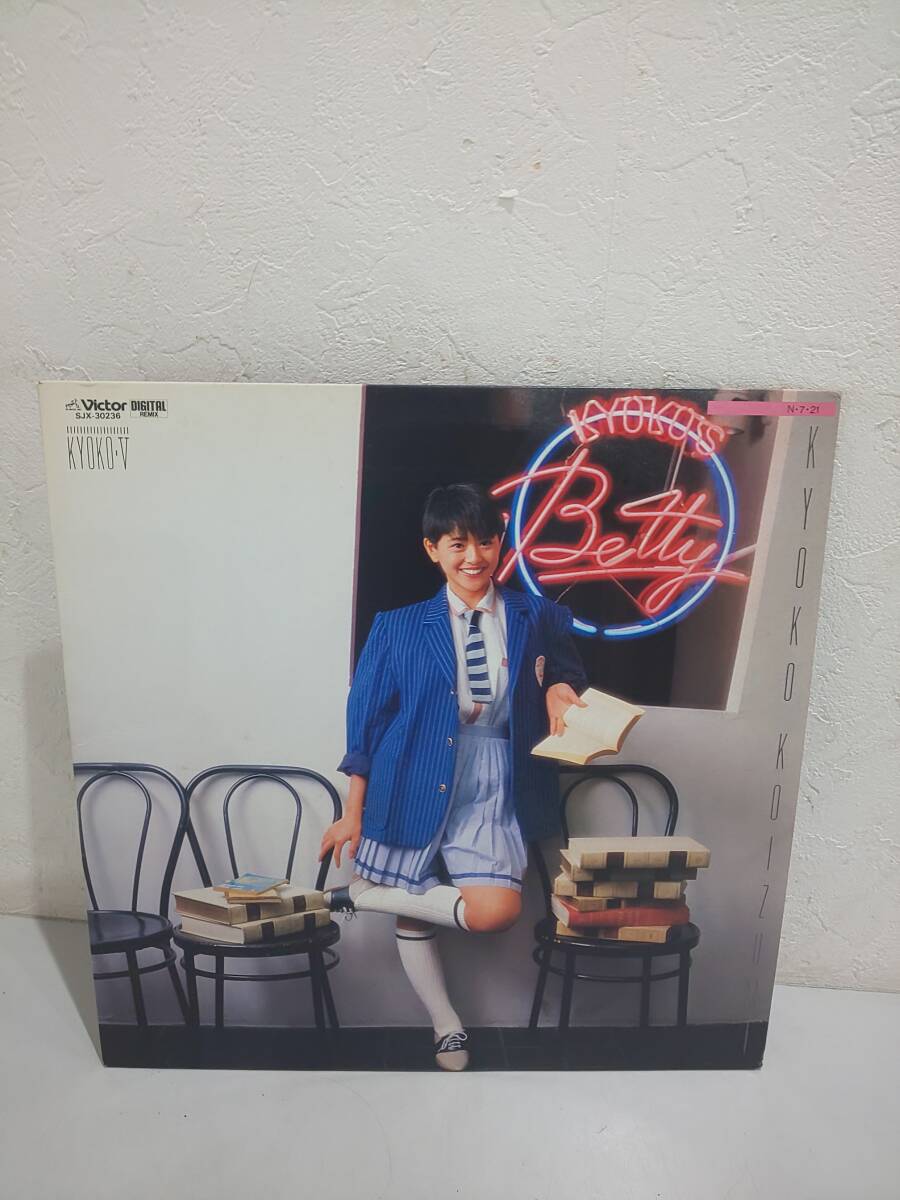 Victor DIGITAL
SJX-30236 REMIX
KYOKO·V
KYOKO'S
Betty
N·7·21
KYOKO KOIZUMI